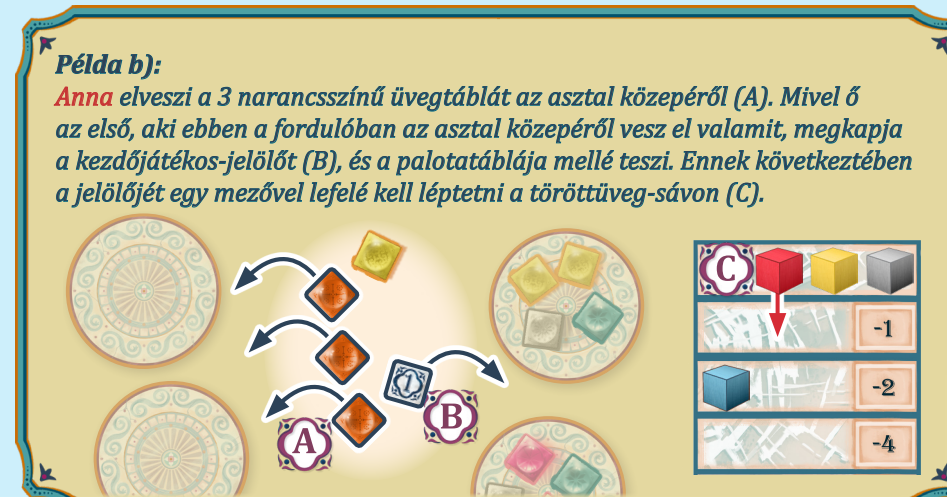 Példa b):
Anna elveszi a 3 narancsszínű üvegtáblát az asztal közepéről (A). Mivel ő
az első, aki ebben a fordulóban az asztal közepéről vesz el valamit, megkapja
a kezdőjátékos-jelölőt (B), és a palotatáblája mellé teszi. Ennek következtében
a jelölőjét egy mezővel lefelé kell léptetni a töröttüveg-sávon (C).
C
-1
1
-2
A
B
-4